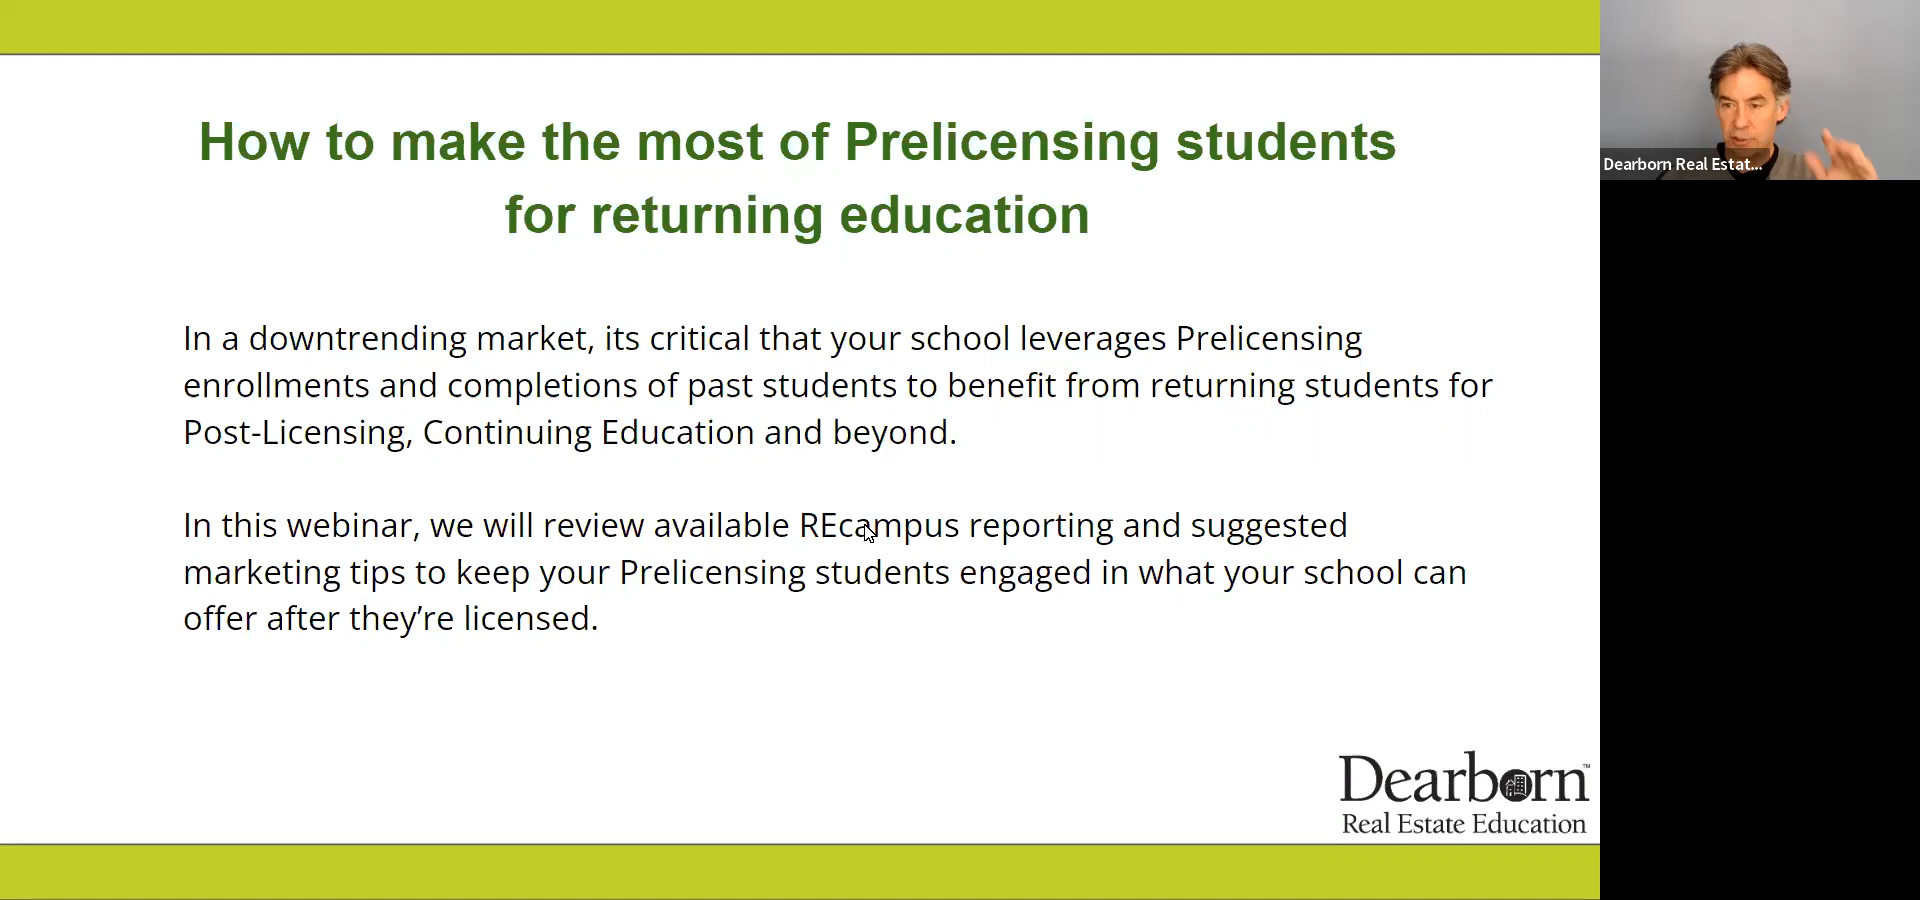 How to make the most of Prelicensing students
for returning education
In a downtrending market, its critical that your school leverages Prelicensing
enrollments and completions of past students to benefit from returning students for
Post-Licensing, Continuing Education and beyond.
In this webinar, we will review available REcampus reporting and suggested
marketing tips to keep your Prelicensing students engaged in what your school can
offer after they’re licensed.
Dearborn™
Real Estate Education
Dearborn Real Estat...